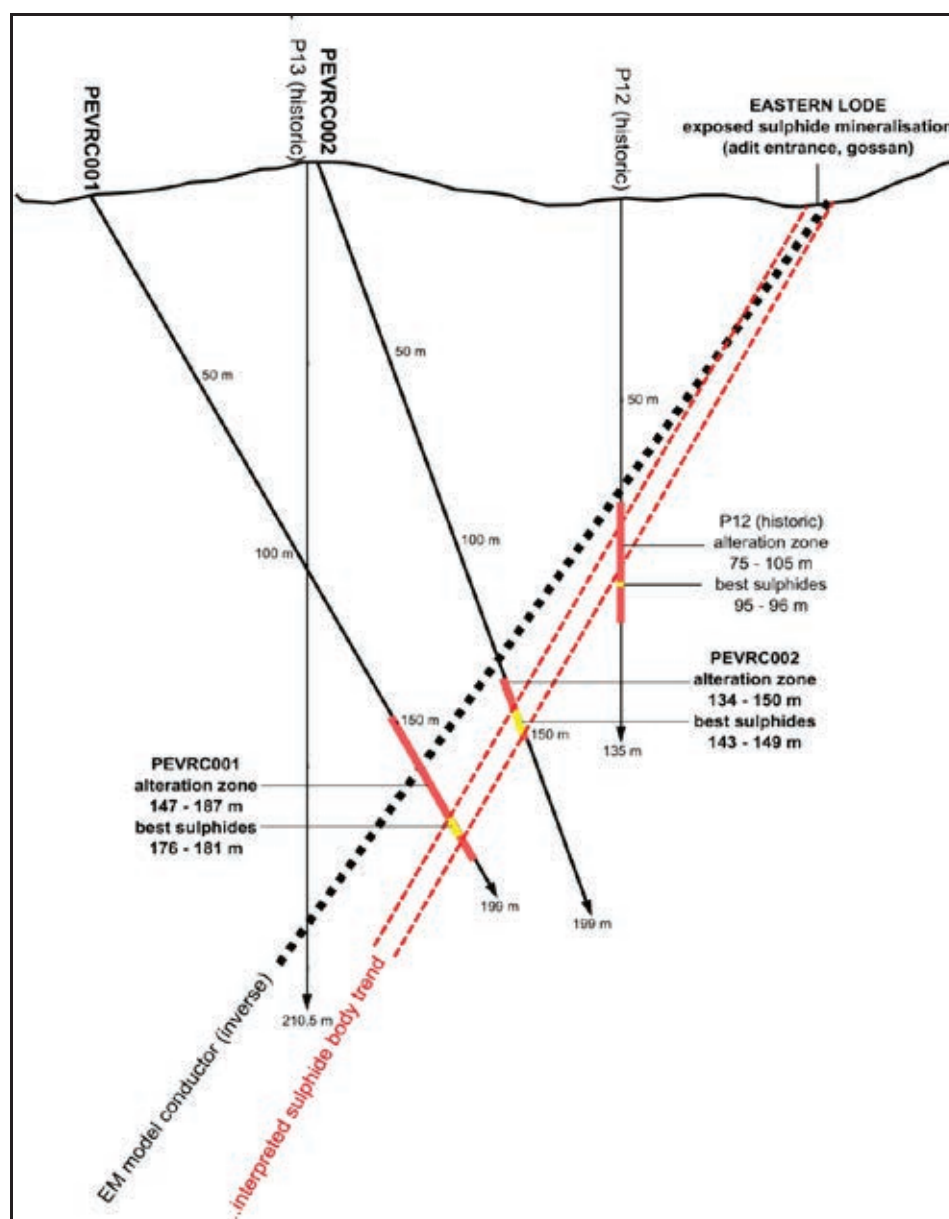 PEVRC001
P13 (historic)
PEVRC002
P12 (historic)
EASTERN LODE
exposed sulphide mineralisation
(adit entrance, gossan)
50 m
50 m
50 m
100 m
100 m
P12 (historic)
alteration zone
75 - 105 m
best sulphides
95 - 96 m
PEVRC002
alteration zone
134 - 150 m
best sulphides
143 - 149 m
150 m
150 m
135 m
PEVRC001
alteration zone
147 - 187 m
best sulphides
176 - 181 m
199 m
199 m
210.5 m
EM model conductor (inverse)
..interpreted sulphide body trend